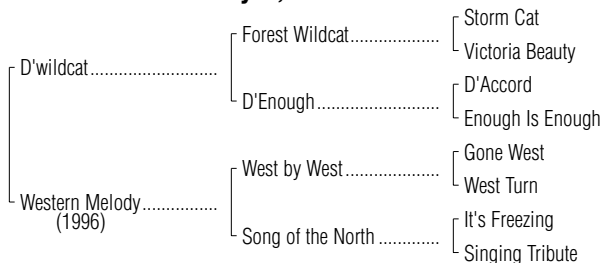 Storm Cat
Forest Wildcat....................
Victoria Beauty
D'wildcat...........................
D'Accord
D'Enough..........................
Enough Is Enough
Gone West
West by West....................
West Turn
Western Melody................
(1996)
It's Freezing
Song of the North.............
Singing Tribute